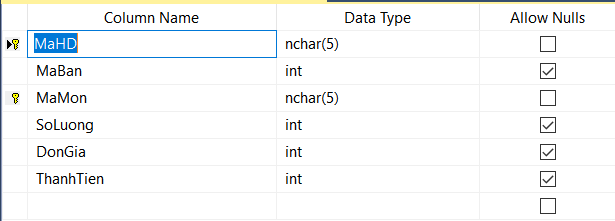 Column Name Data Type Allow Nulls
MaHD nchar(5)
MaBan int
MaMon nchar(5)
SoLuong int
DonGia int
ThanhTien int